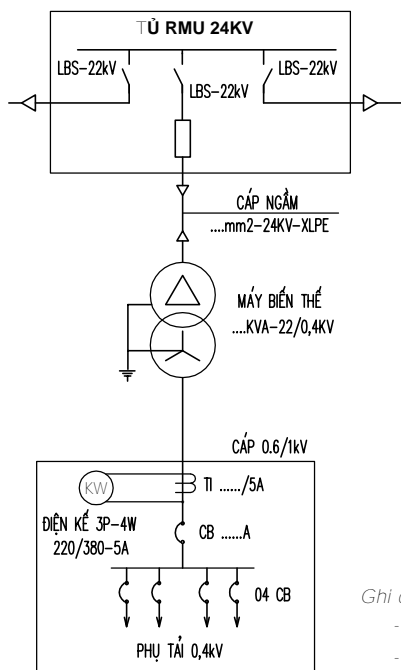 TỦ RMU 24KV
LBS-22kV
LBS-22kV
LBS-22kV
CÁP NGẦM
....mm2-24KV-XLPE
MÁY BIẾN THẾ
....KVA-22/0,4KV
CÁP 0.6/1kV
KW
TI ....../5A
ĐIỆN KẾ 3P-4W
220/380-5A
CB ......A
04 CB
PHỤ TẢI 0,4kV
Ghi
-
-